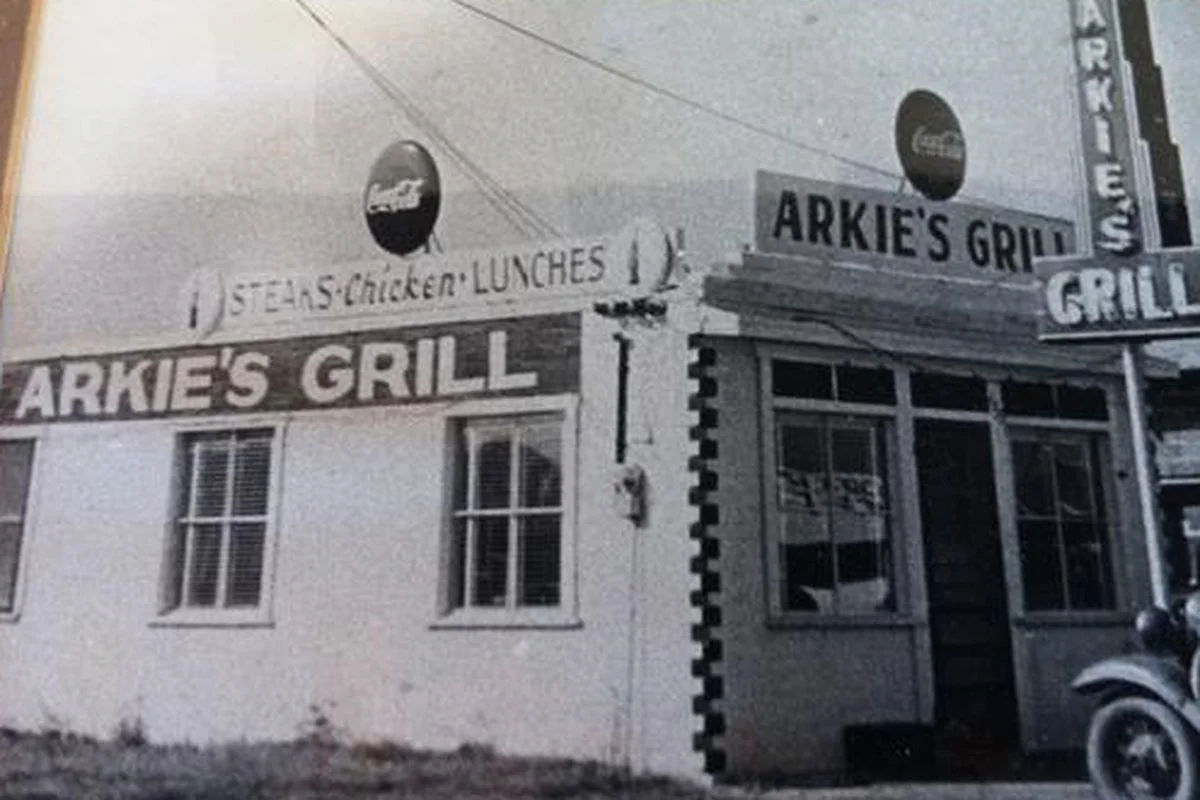 Coca-Cola
STEAKS·Chicken·LUNCHES
ARKIE'S GRILL
Coca-Cola
ARKIE'S GRILL
ARKIE'S
GRILL